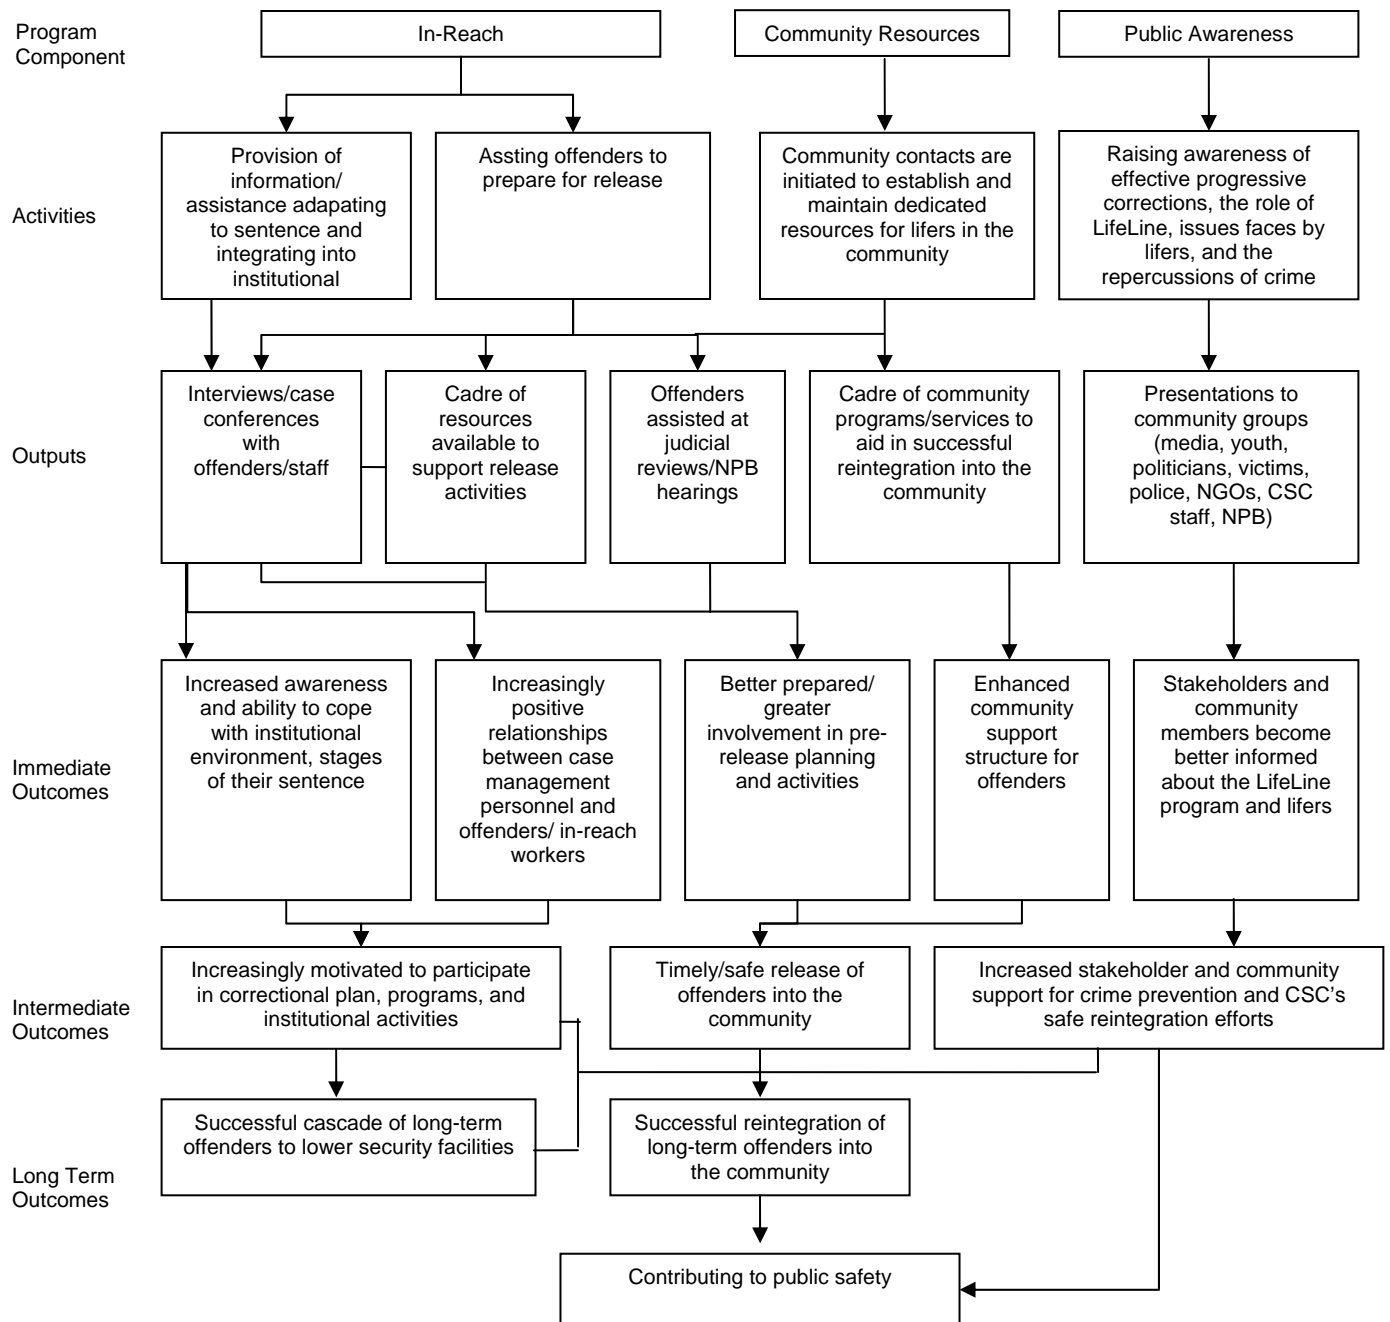 Program
Component
In-Reach
Community Resources
Public Awareness
Activities
Provision of
information/
assistance adapating
to sentence and
integrating into
institutional
Assting offenders to
prepare for release
Community contacts are
initiated to establish and
maintain dedicated
resources for lifers in the
community
Raising awareness of
effective progressive
corrections, the role of
LifeLine, issues faces by
lifers, and the
repercussions of crime
Outputs
Interviews/case
conferences
with
offenders/staff
Cadre of
resources
available to
support release
activities
Offenders
assisted at
judicial
reviews/NPB
hearings
Cadre of community
programs/services to
aid in successful
reintegration into the
community
Presentations to
community groups
(media, youth,
politicians, victims,
police, NGOs, CSC
staff, NPB)
Immediate
Outcomes
Increased awareness
and ability to cope
with institutional
environment, stages
of their sentence
Increasingly
positive
relationships
between case
management
personnel and
offenders/ in-reach
workers
Better prepared/
greater
involvement in pre-
release planning
and activities
Enhanced
community
support
structure for
offenders
Stakeholders and
community
members become
better informed
about the LifeLine
program and lifers
Intermediate
Outcomes
Increasingly motivated to participate
in correctional plan, programs, and
institutional activities
Timely/safe release of
offenders into the
community
Increased stakeholder and community
support for crime prevention and CSC’s
safe reintegration efforts
Long Term
Outcomes
Successful cascade of long-term
offenders to lower security facilities
Successful reintegration of
long-term offenders into
the community
Contributing to public safety